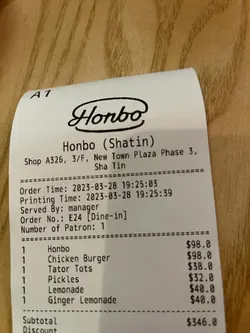 A1
Honbo
Honbo (Shatin)
Shop A326, 3/F, New Town Plaza Phase 3,
Sha Tin
Order Time: 2023-03-28 19:25:03
Printing Time: 2023-03-28 19:25:39
Served By: manager
Order No.: E24 [Dine-in]
Number of Patron: 1
1 Honbo $98.0
1 Chicken Burger $98.0
1 Tator Tots $38.0
1 Pickles $32.0
1 Lemonade $40.0
1 Ginger Lemonade $40.0
Subtotal $346.0
Discount